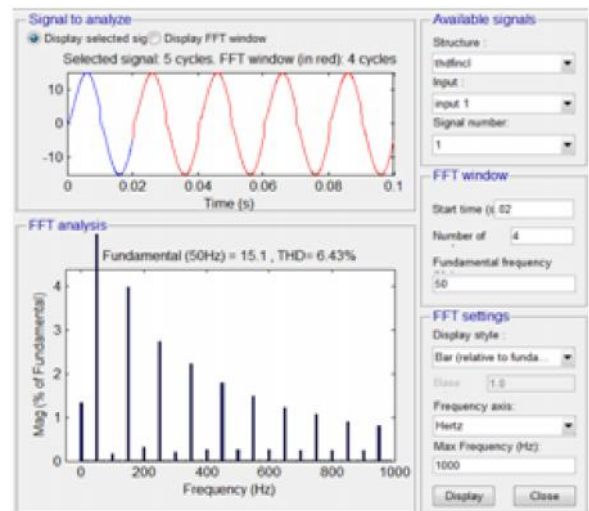 Signal to analyze
Display selected sig Display FFT window
Selected signal: 5 cycles. FFT window (in red): 4 cycles
10
0
-10
0 0.02 0.04 0.06 0.08 0.1
Time (s)
FFT analysis
Fundamental (50Hz) = 15.1 , THD= 6.43%
4
3
2
1
0
Mag (% of Fundamental)
0 200 400 600 800 1000
Frequency (Hz)
Available signals
Structure :
thdfincl
Input :
input 1
Signal number:
1
FFT window
Start time (s 02
Number of 4
Fundamental frequency
50
FFT settings
Display style :
Bar (relative to funda...
Base 1.0
Frequency axis:
Hertz
Max Frequency (Hz):
1000
Display Close